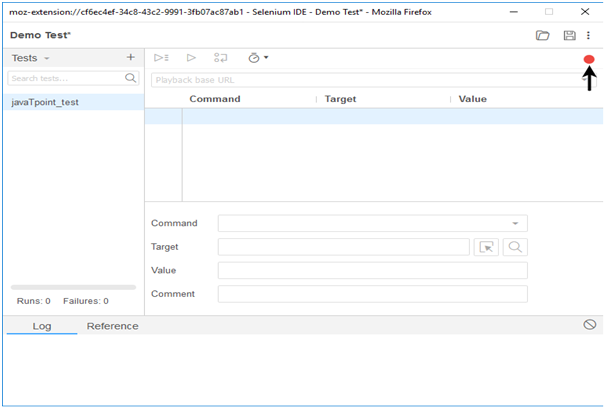 moz-extension://cf6ec4ef-34c8-43c2-9991-3fb07ac87ab1 - Selenium IDE - Demo Test* - Mozilla Firefox
Demo Test*
Tests
Search tests...
javaTpoint_test
Runs: 0 Failures: 0
Playback base URL
Command Target Value
Command
Target
Value
Comment
Log Reference